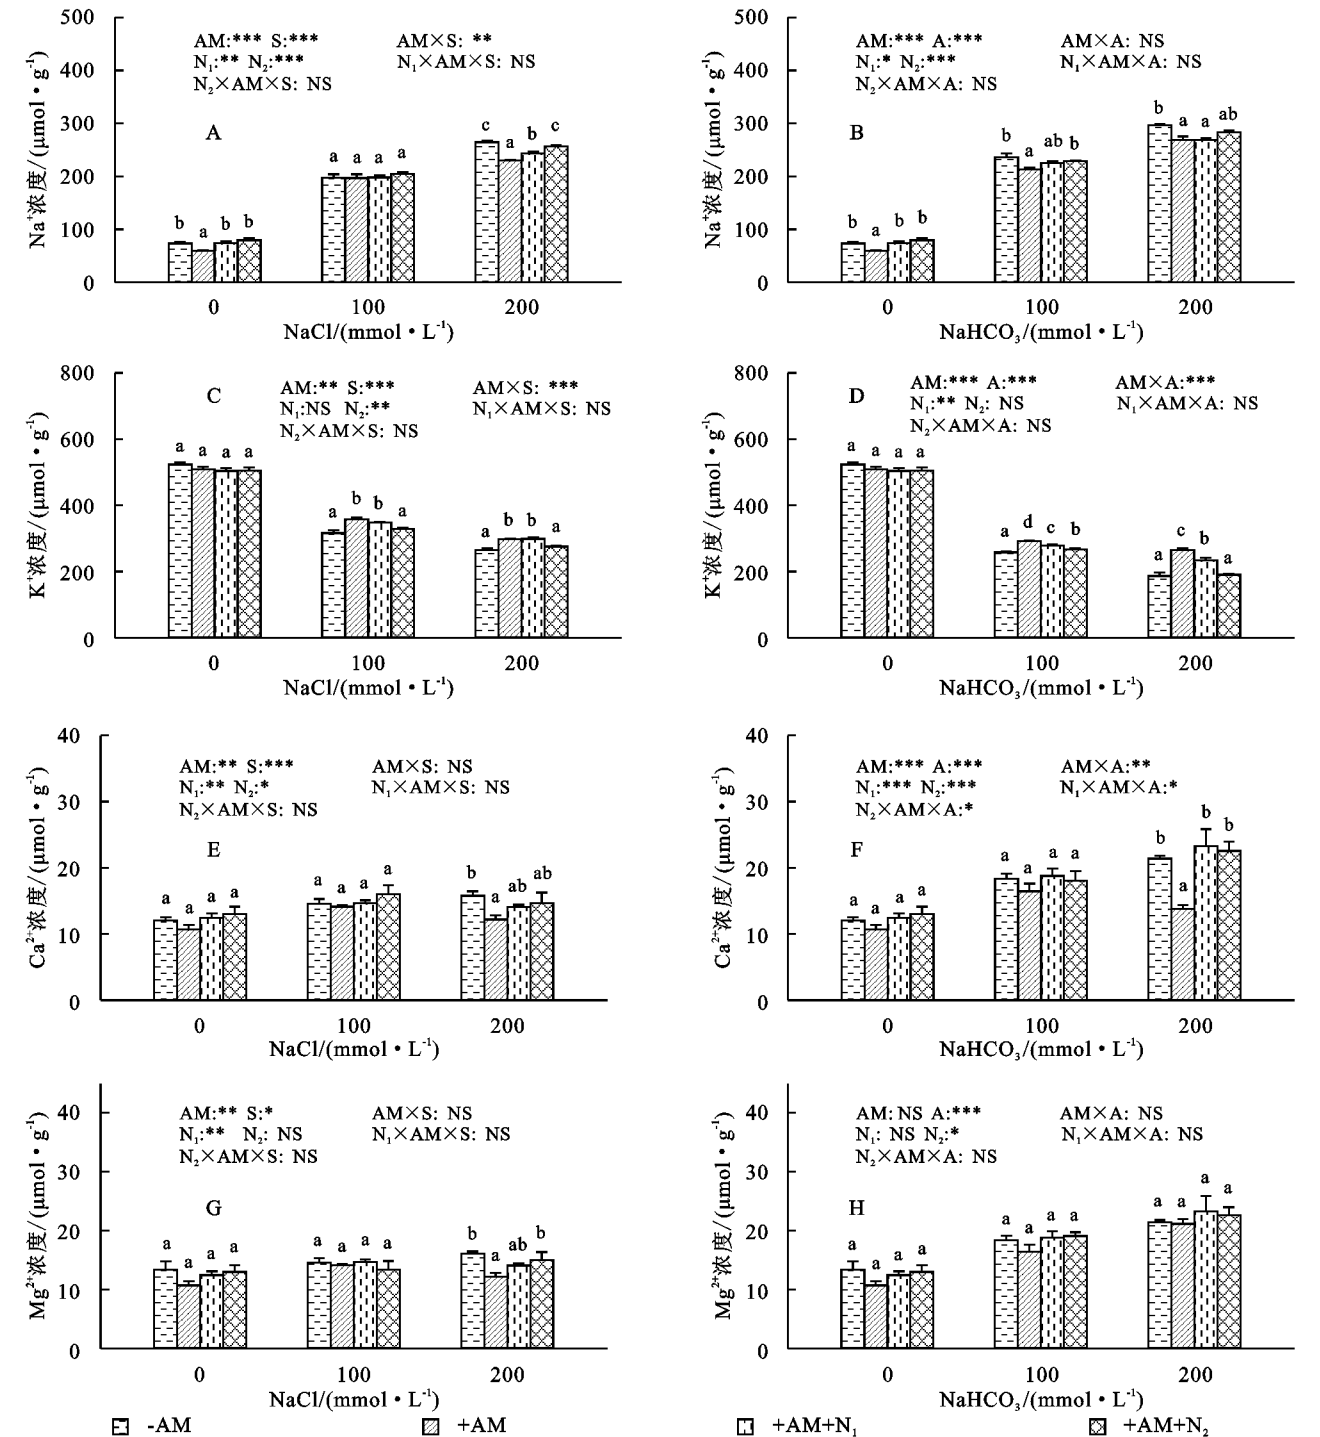 500
400
300
200
100
0
Na⁺浓度/(μmol·g⁻¹)
AM:*** S:*** AM×S: **
N₁:** N₂:*** N₁×AM×S: NS
N₂×AM×S: NS
A
b a b b
a a a a
c a b c
0 100 200
NaCl/(mmol·L⁻¹)
500
400
300
200
100
0
Na⁺浓度/(μmol·g⁻¹)
AM:*** A:*** AM×A: NS
N₁:* N₂:*** N₁×AM×A: NS
N₂×AM×A: NS
B
b a b b
b a ab b
b a a ab
0 100 200
NaHCO₃/(mmol·L⁻¹)
800
600
400
200
0
K⁺浓度/(μmol·g⁻¹)
C
AM:** S:*** AM×S: ***
N₁:NS N₂:** N₁×AM×S: NS
N₂×AM×S: NS
a a a a
a b b a
a b b a
0 100 200
NaCl/(mmol·L⁻¹)
800
600
400
200
0
K⁺浓度/(μmol·g⁻¹)
D
AM:*** A:*** AM×A:***
N₁:** N₂: NS N₁×AM×A: NS
N₂×AM×A: NS
a a a a
a d c b
a c b a
0 100 200
NaHCO₃/(mmol·L⁻¹)
40
30
20
10
0
Ca²⁺浓度/(μmol·g⁻¹)
AM:** S:*** AM×S: NS
N₁:** N₂:* N₁×AM×S: NS
N₂×AM×S: NS
E
a a a a
a a a a
b a ab ab
0 100 200
NaCl/(mmol·L⁻¹)
40
30
20
10
0
Ca²⁺浓度/(μmol·g⁻¹)
AM:*** A:*** AM×A:**
N₁:*** N₂:*** N₁×AM×A:*
N₂×AM×A:*
F
a a a a
a a a a
b a b b
0 100 200
NaHCO₃/(mmol·L⁻¹)
40
30
20
10
0
Mg²⁺浓度/(μmol·g⁻¹)
AM:** S:* AM×S: NS
N₁:** N₂: NS N₁×AM×S: NS
N₂×AM×S: NS
G
a a a a
a a a a
b a ab b
0 100 200
NaCl/(mmol·L⁻¹)
40
30
20
10
0
Mg²⁺浓度/(μmol·g⁻¹)
AM: NS A:*** AM×A: NS
N₁: NS N₂:* N₁×AM×A: NS
N₂×AM×A: NS
H
a a a a
a a a a
a a a a
0 100 200
NaHCO₃/(mmol·L⁻¹)
-AM +AM +AM+N₁ +AM+N₂